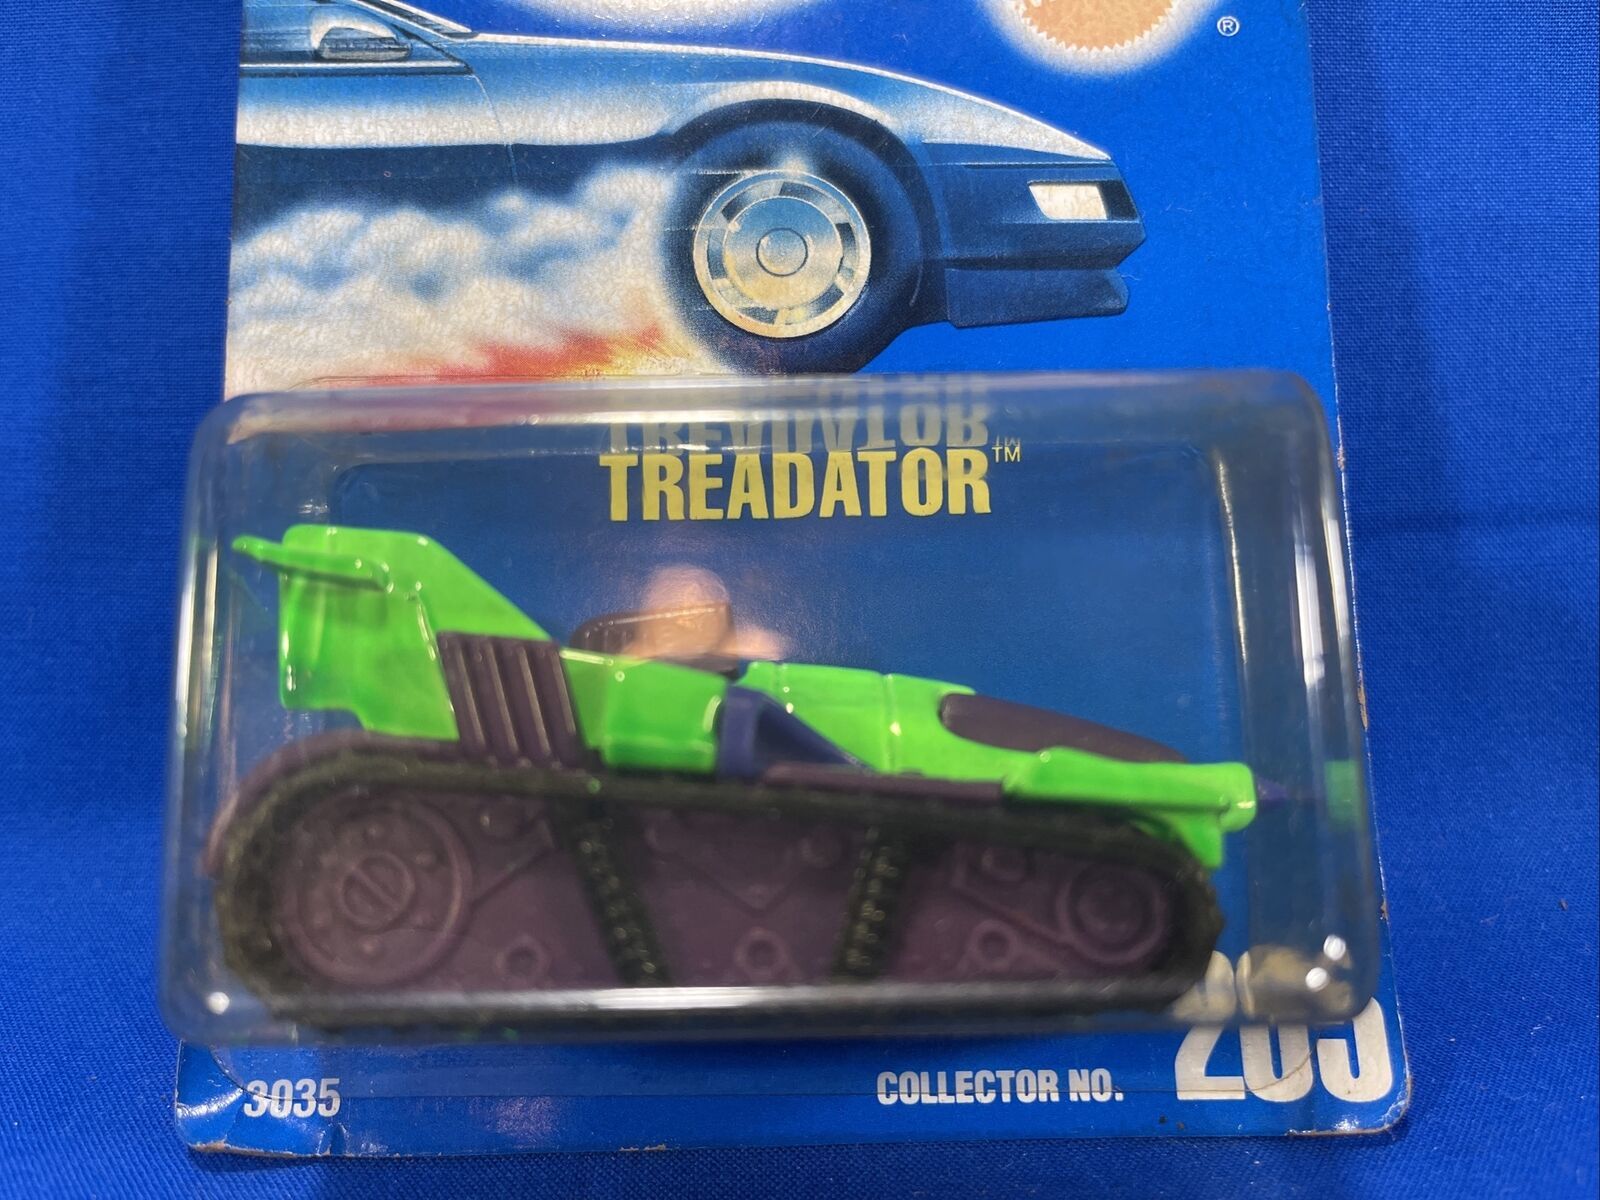 ®
TREADATOR™
3035
COLLECTOR NO.